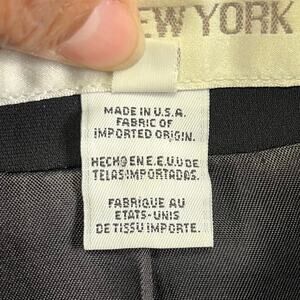 EW YORK
MADE IN U.S.A.
FABRIC OF
IMPORTED ORIGIN.
HECHO EN E.E.U.U DE
TELAS IMPORTADAS.
FABRIQUE AU
ETATS-UNIS
DE TISSU IMPORTE.